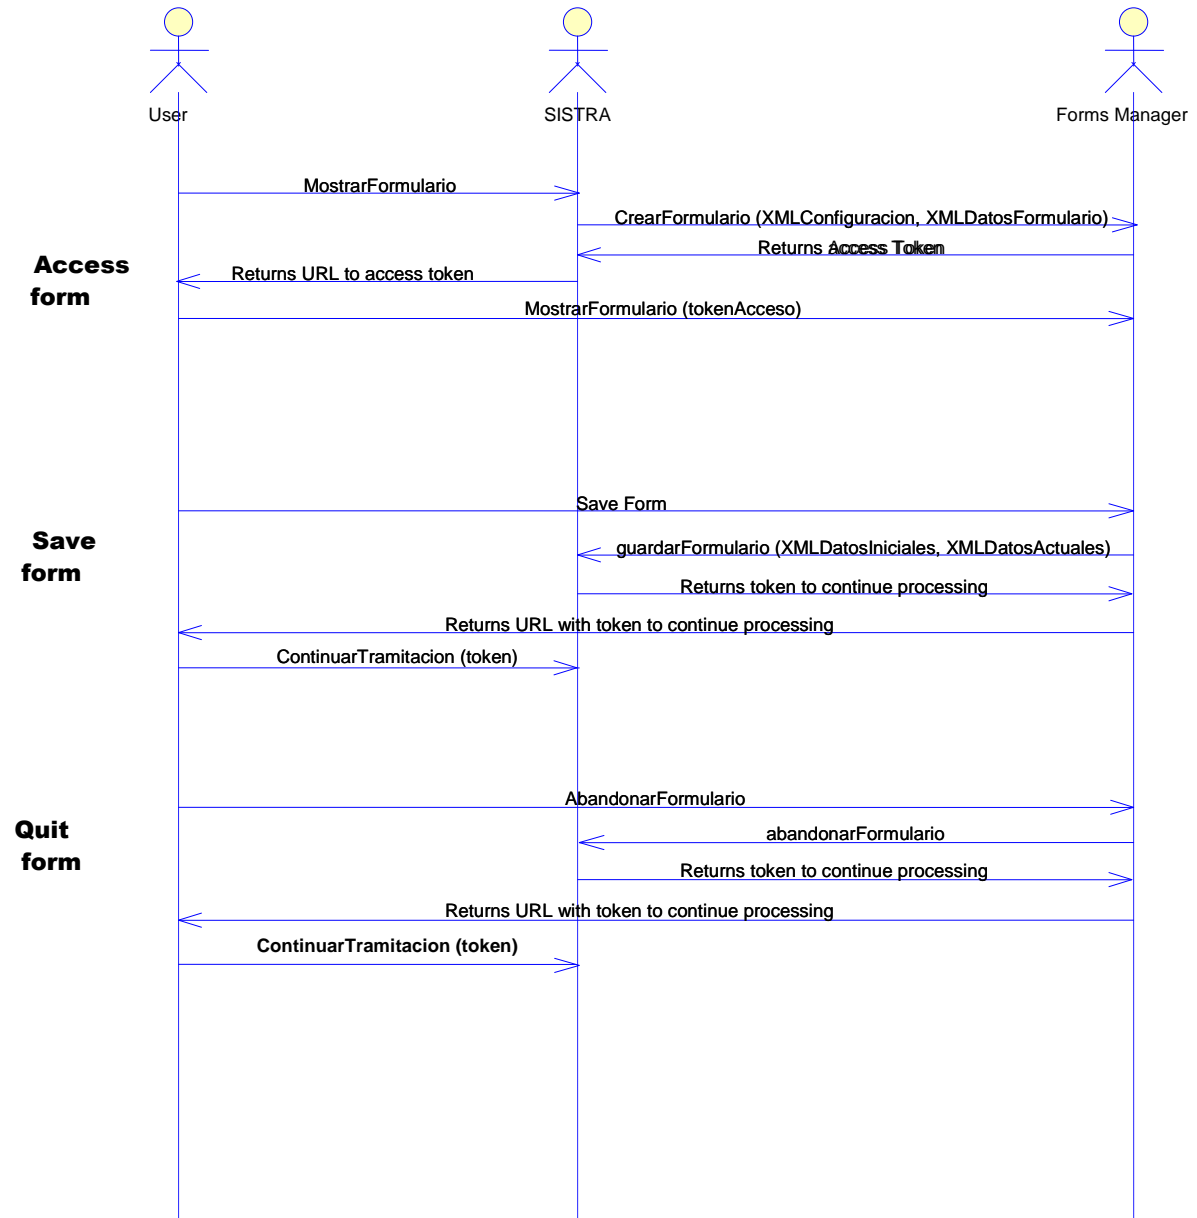 User
SISTRA
Forms Manager
MostrarFormulario
CrearFormulario (XMLConfiguracion, XMLDatosFormulario)
Returns access Token
Access
form
Returns URL to access token
MostrarFormulario (tokenAcceso)
Save Form
Save
form
guardarFormulario (XMLDatosIniciales, XMLDatosActuales)
Returns token to continue processing
Returns URL with token to continue processing
ContinuarTramitacion (token)
AbandonarFormulario
Quit
form
abandonarFormulario
Returns token to continue processing
Returns URL with token to continue processing
ContinuarTramitacion (token)